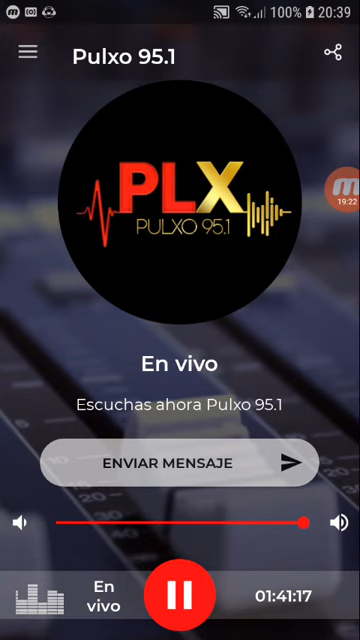 100% 20:39
Pulxo 95.1
PLX
PULXO 95.1
19:22
En vivo
Escuchas ahora Pulxo 95.1
ENVIAR MENSAJE
En
vivo
01:41:17